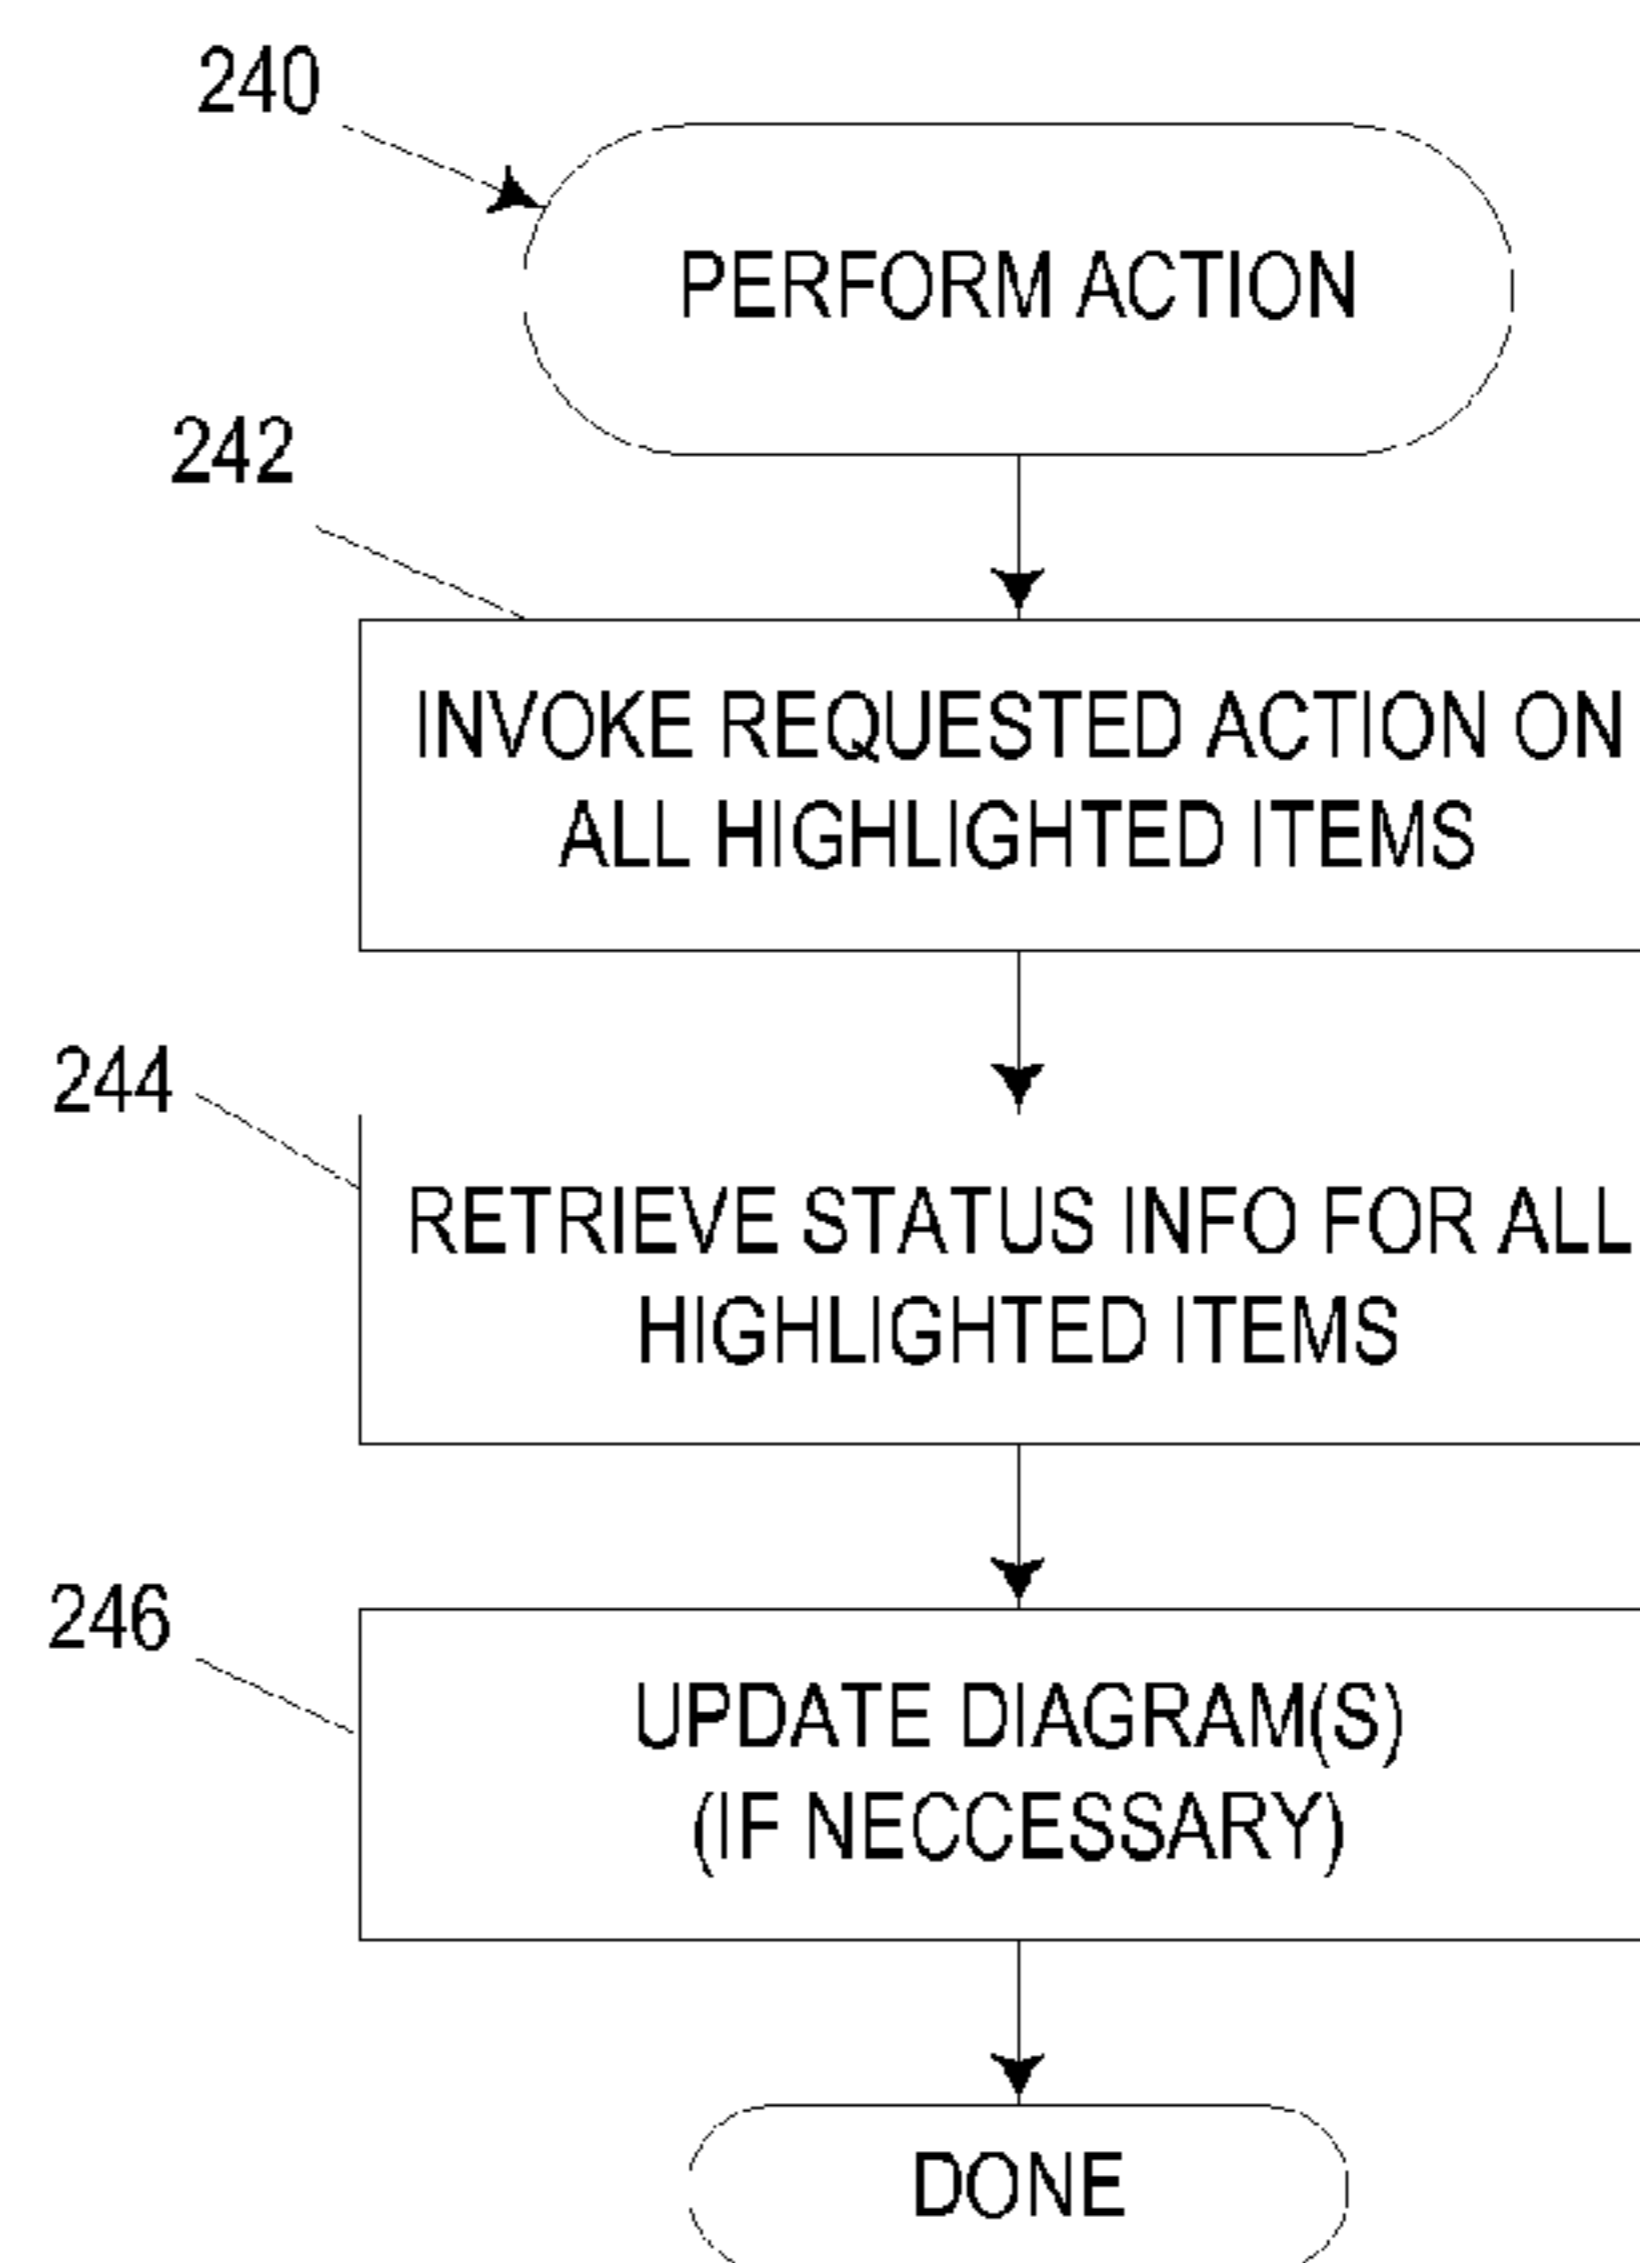 240
PERFORM ACTION
242
INVOKE REQUESTED ACTION ON
ALL HIGHLIGHTED ITEMS
244
RETRIEVE STATUS INFO FOR ALL
HIGHLIGHTED ITEMS
246
UPDATE DIAGRAM(S)
(IF NECCESSARY)
DONE